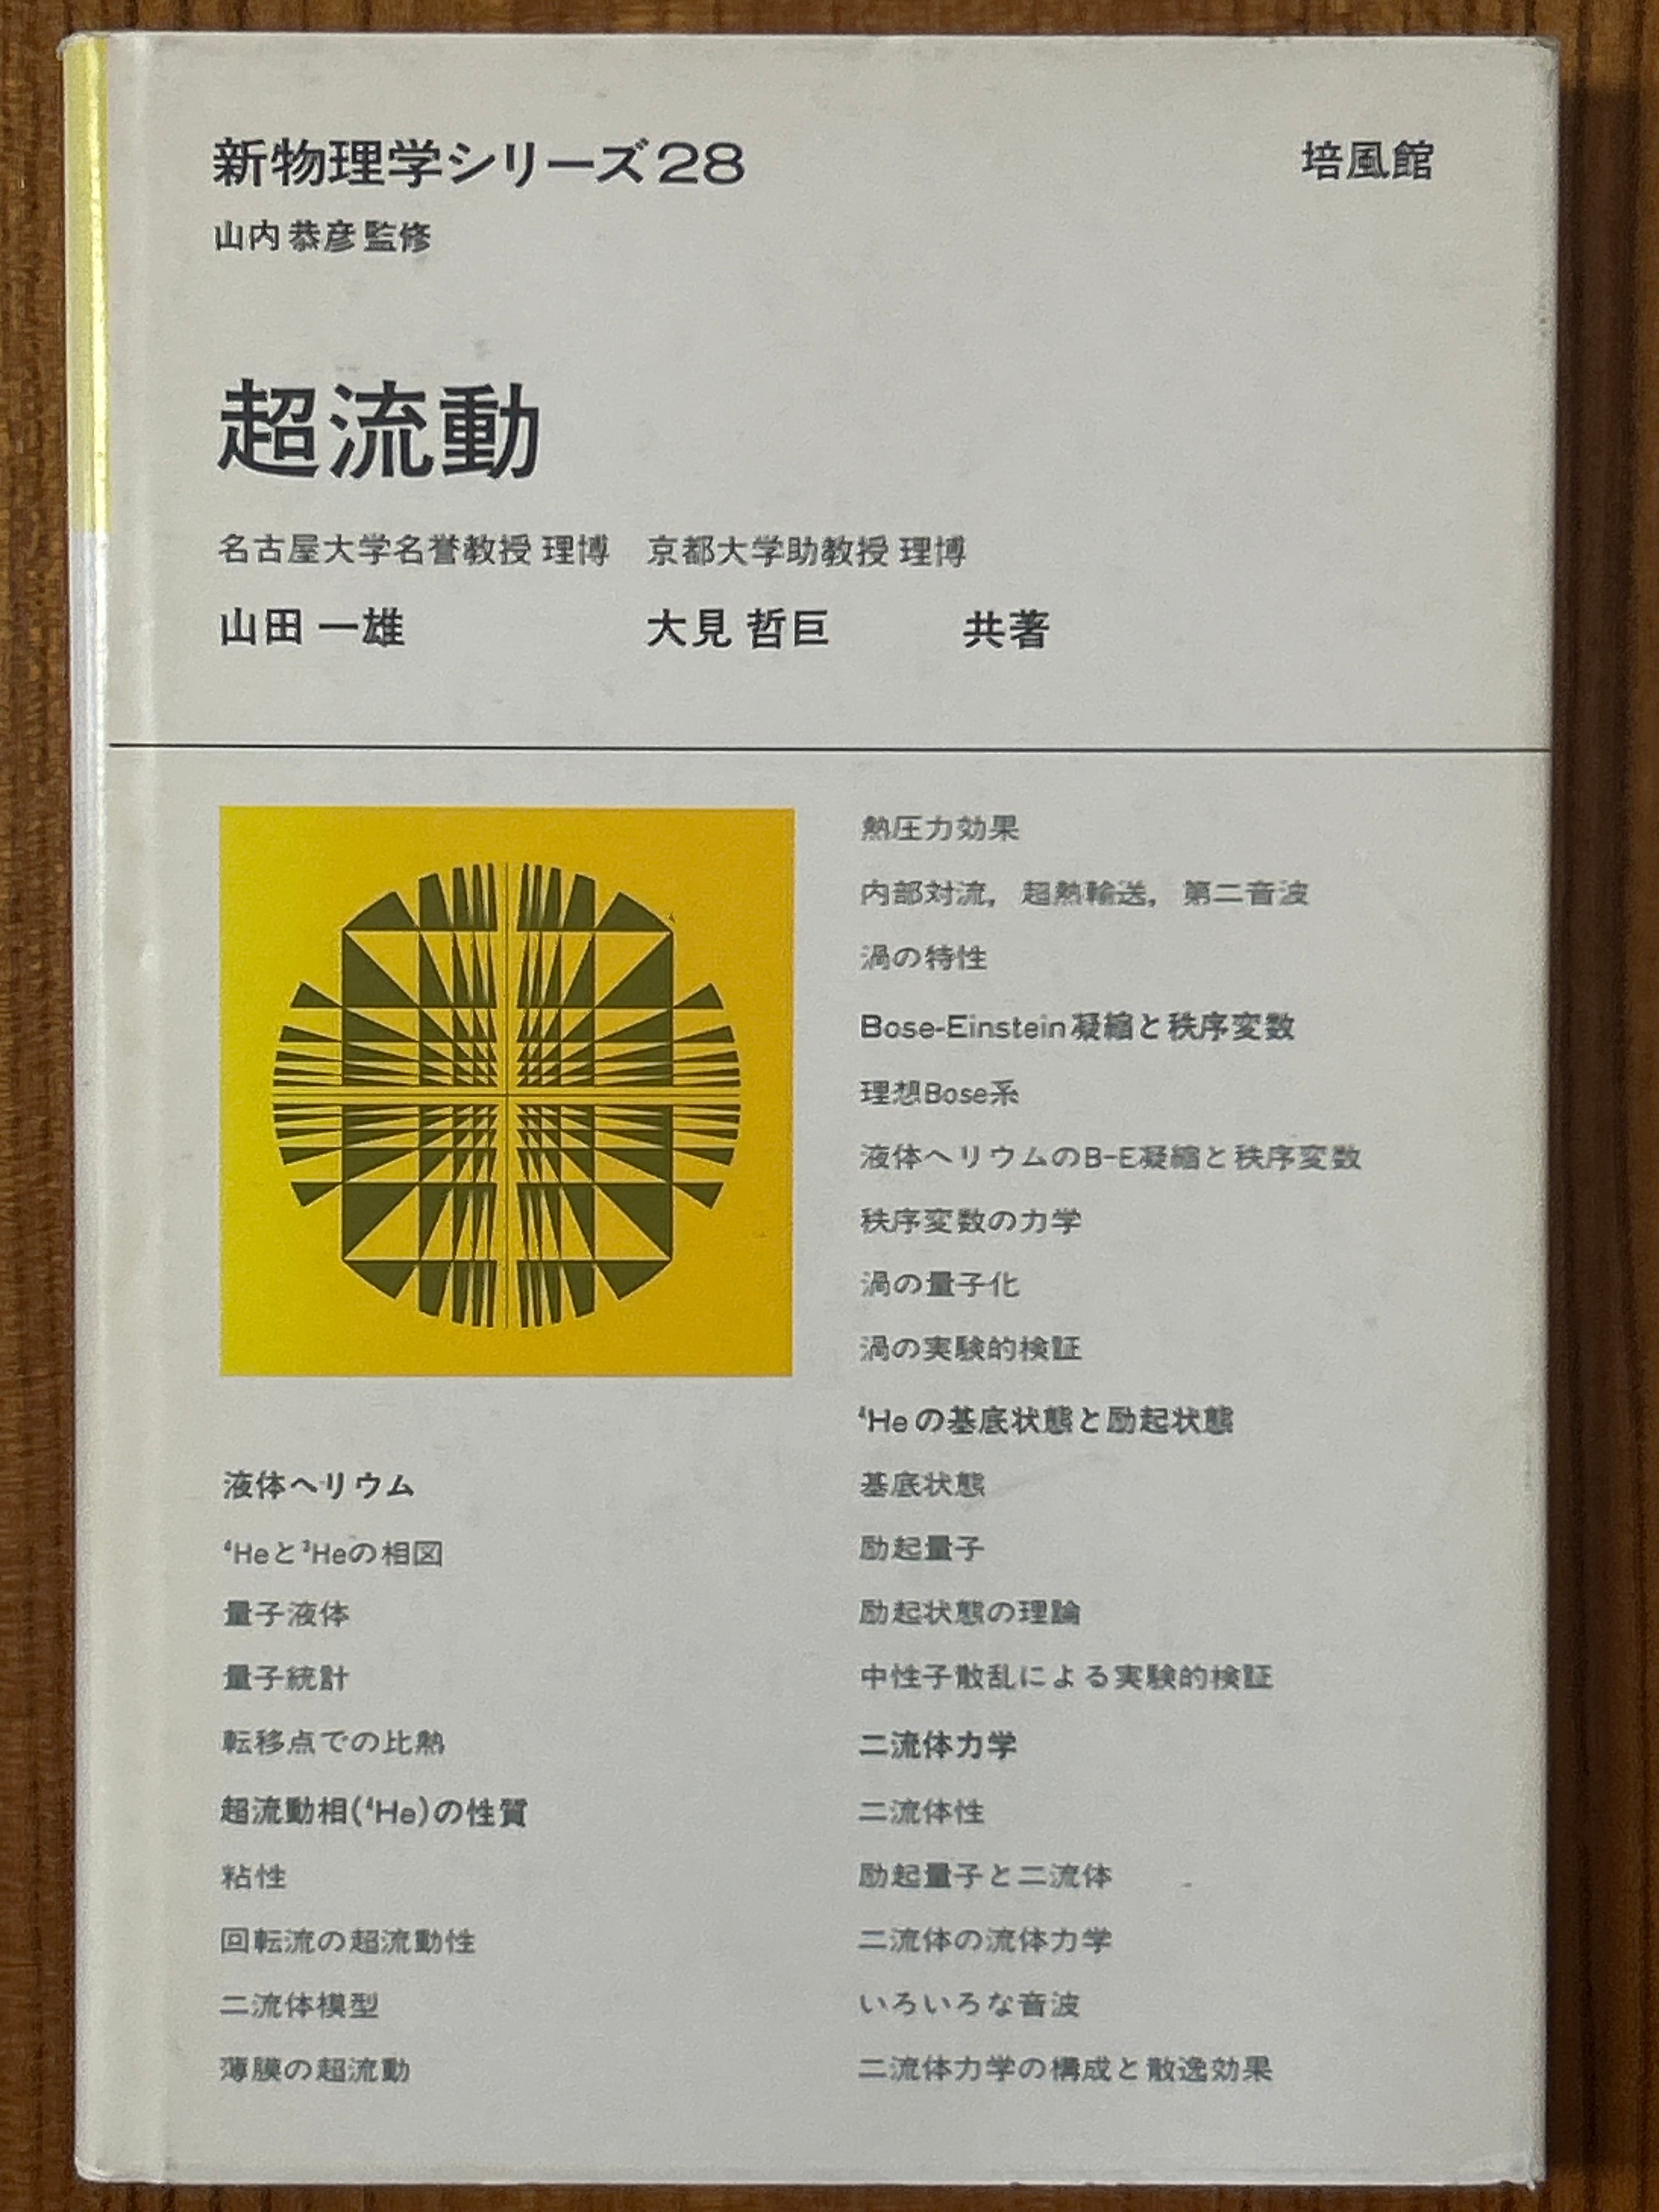 新物理学シリーズ28
培風館
山内恭彦監修
超流動
名古屋大学名誉教授 理博　京都大学助教授 理博
山田 一雄　大見 哲巨　共著
液体ヘリウム
⁴Heと³Heの相図
量子液体
量子統計
転移点での比熱
超流動相(⁴He)の性質
粘性
回転流の超流動性
二流体模型
薄膜の超流動
熱圧力効果
内部対流，超熱輸送，第二音波
渦の特性
Bose-Einstein凝縮と秩序変数
理想Bose系
液体ヘリウムのB-E凝縮と秩序変数
秩序変数の力学
渦の量子化
渦の実験的検証
⁴Heの基底状態と励起状態
基底状態
励起量子
励起状態の理論
中性子散乱による実験的検証
二流体力学
二流体性
励起量子と二流体
二流体の流体力学
いろいろな音波
二流体力学の構成と散逸効果